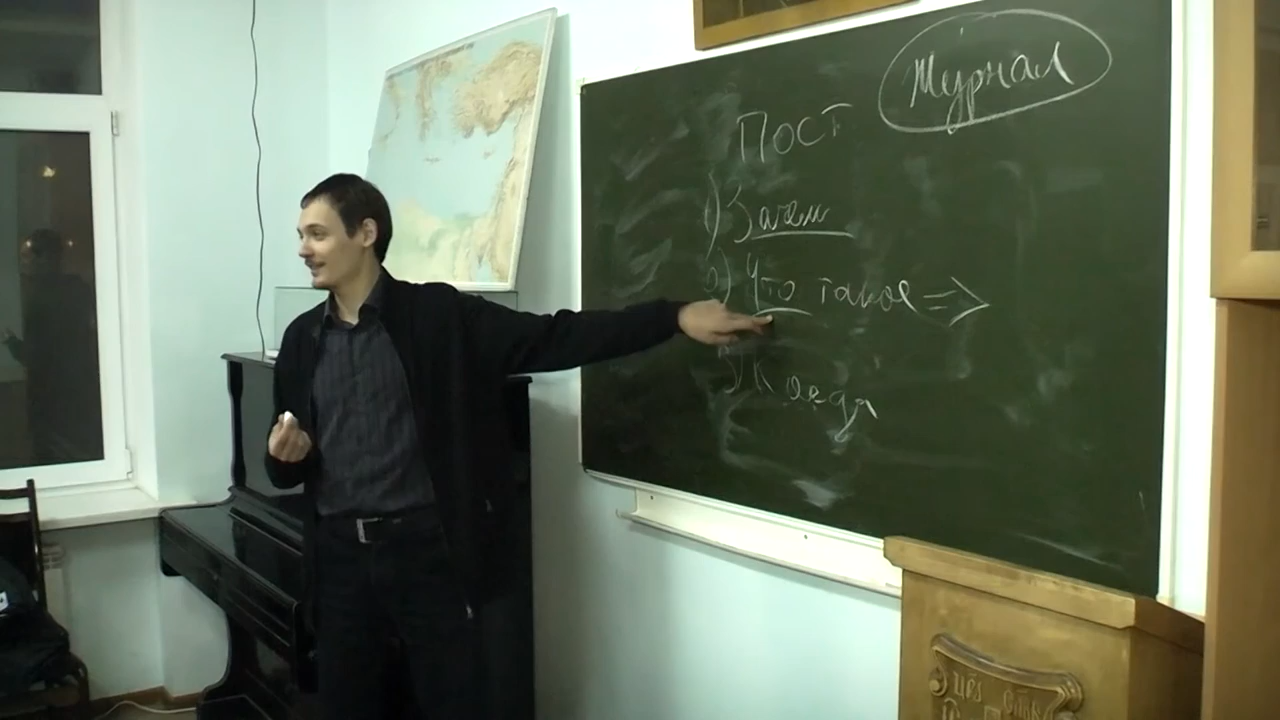 Журнал
Пост
1) Зачем
2) Что такое =>
3) Когда